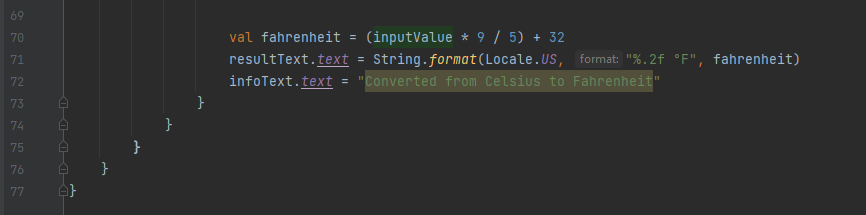 69
70 val fahrenheit = (inputValue * 9 / 5) + 32
71 resultText.text = String.format(Locale.US, format: "%.2f °F", fahrenheit)
72 infoText.text = "Converted from Celsius to Fahrenheit"
73 }
74 }
75 }
76 }
77 }